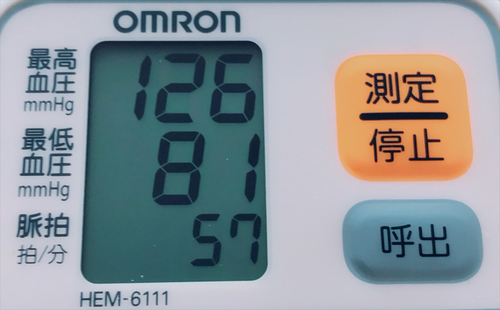 OMRON
最高
血圧
mmHg
126
最低
血圧
mmHg
81
脈拍
拍/分
57
HEM-6111
測定
停止
呼出